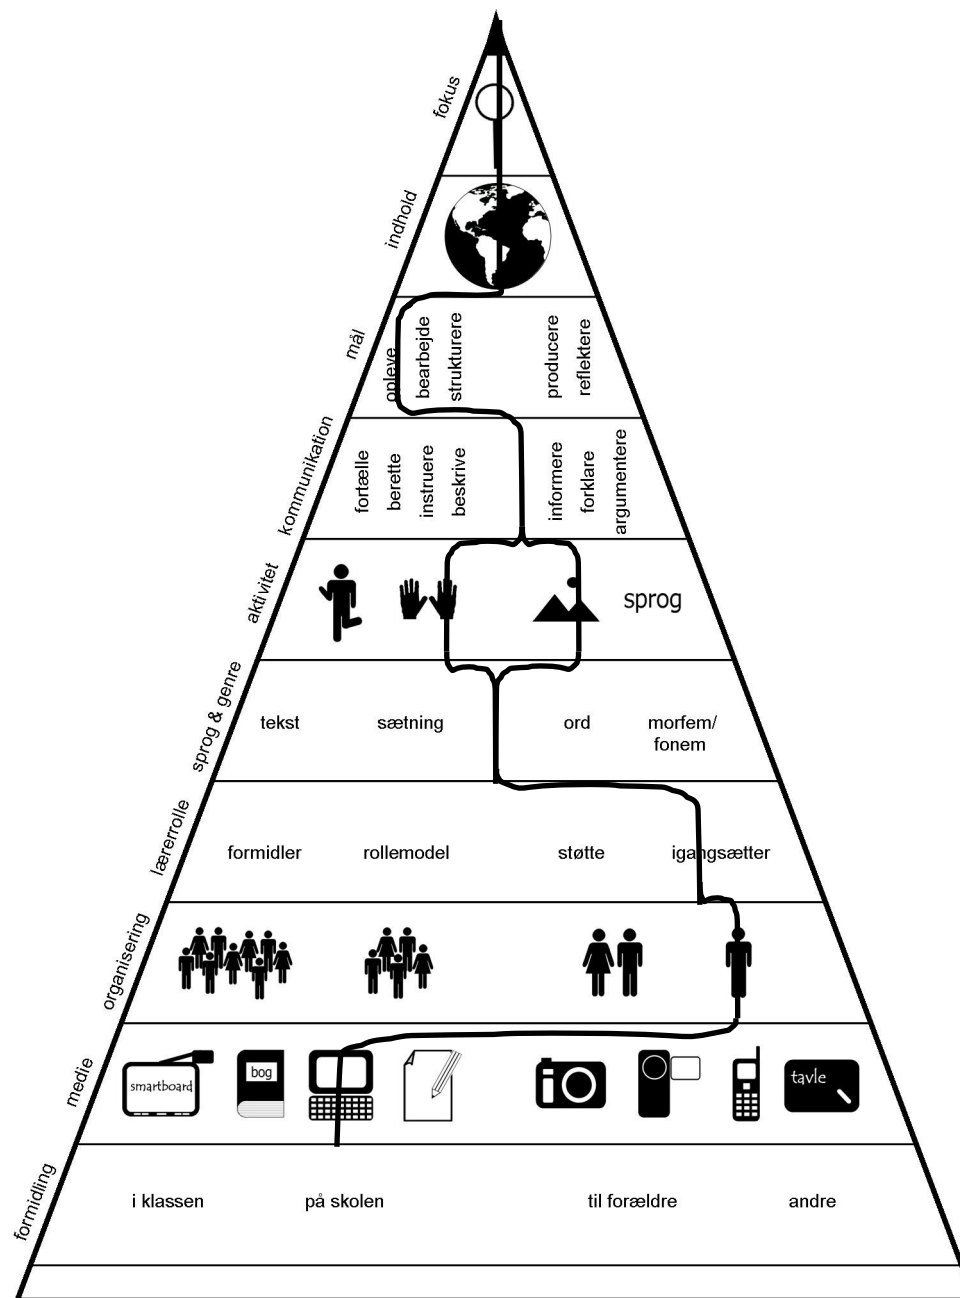 fokus
indhold
mål
opleve
bearbejde
strukturere
producere
reflektere
kommunikation
fortælle
berette
instruere
beskrive
informere
forklare
argumentere
aktivitet
sprog
sprog & genre
tekst
sætning
ord
morfem/
fonem
lærerrolle
formidler
rollemodel
støtte
igangsætter
organisering
medie
smartboard
bog
tavle
formidling
i klassen
på skolen
til forældre
andre